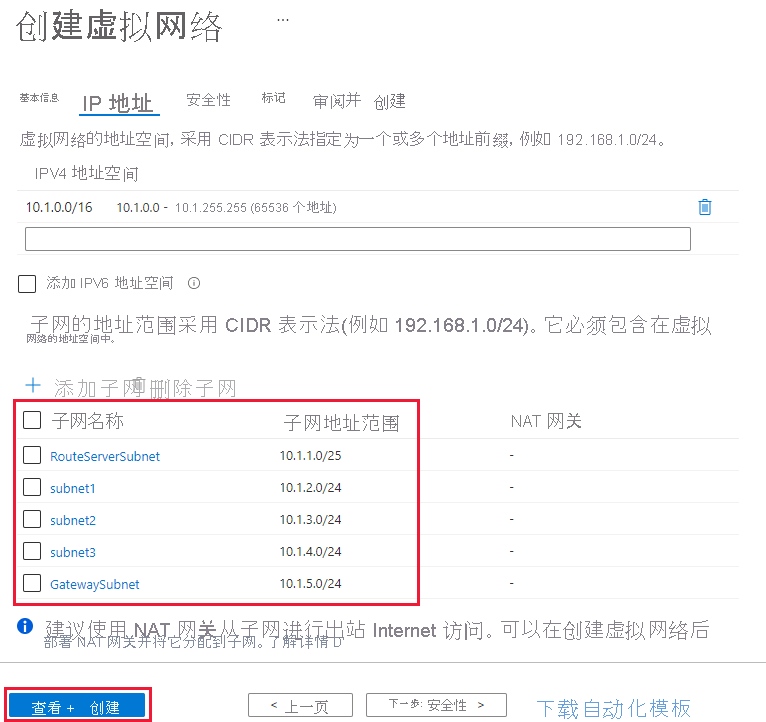 创建虚拟网络 ...
基本信息 IP 地址 安全性 标记 审阅并 创建
虚拟网络的地址空间, 采用 CIDR 表示法指定为一个或多个地址前缀, 例如 192.168.1.0/24。
IPV4 地址空间
10.1.0.0/16 10.1.0.0 - 10.1.255.255 (65536 个地址)
添加 IPV6 地址空间
子网的地址范围采用 CIDR 表示法(例如 192.168.1.0/24)。它必须包含在虚拟
网络的地址空间中。
添加子网 删除子网
子网名称 子网地址范围 NAT 网关
RouteServerSubnet 10.1.1.0/25 -
subnet1 10.1.2.0/24 -
subnet2 10.1.3.0/24 -
subnet3 10.1.4.0/24 -
GatewaySubnet 10.1.5.0/24 -
建议使用 NAT 网关从子网进行出站 Internet 访问。可以在创建虚拟网络后
部署 NAT 网关并将它分配到子网。了解详情 D'
查看 + 创建 < 上一页 下一步: 安全性 > 下载自动化模板